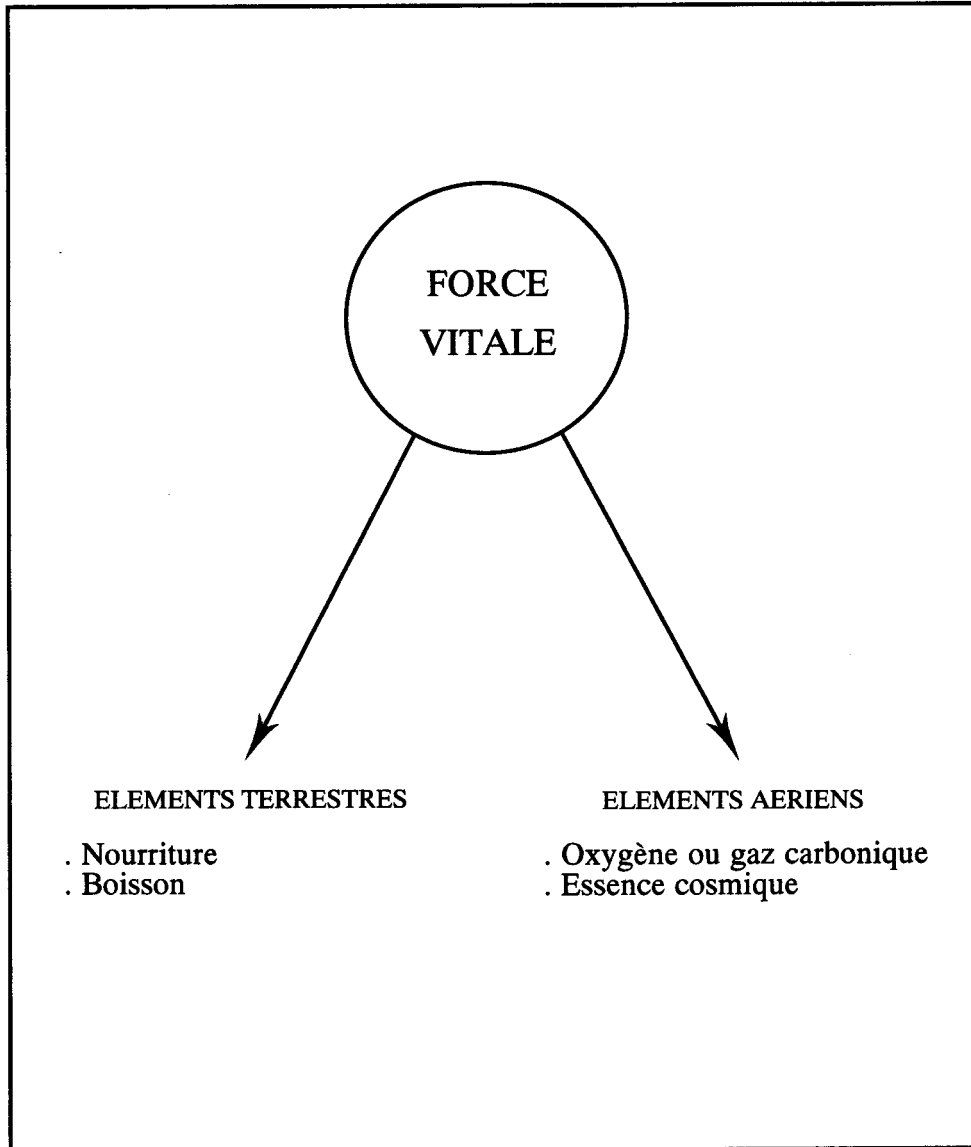 FORCE
VITALE
ELEMENTS TERRESTRES
. Nourriture
. Boisson
ELEMENTS AERIENS
. Oxygène ou gaz carbonique
. Essence cosmique